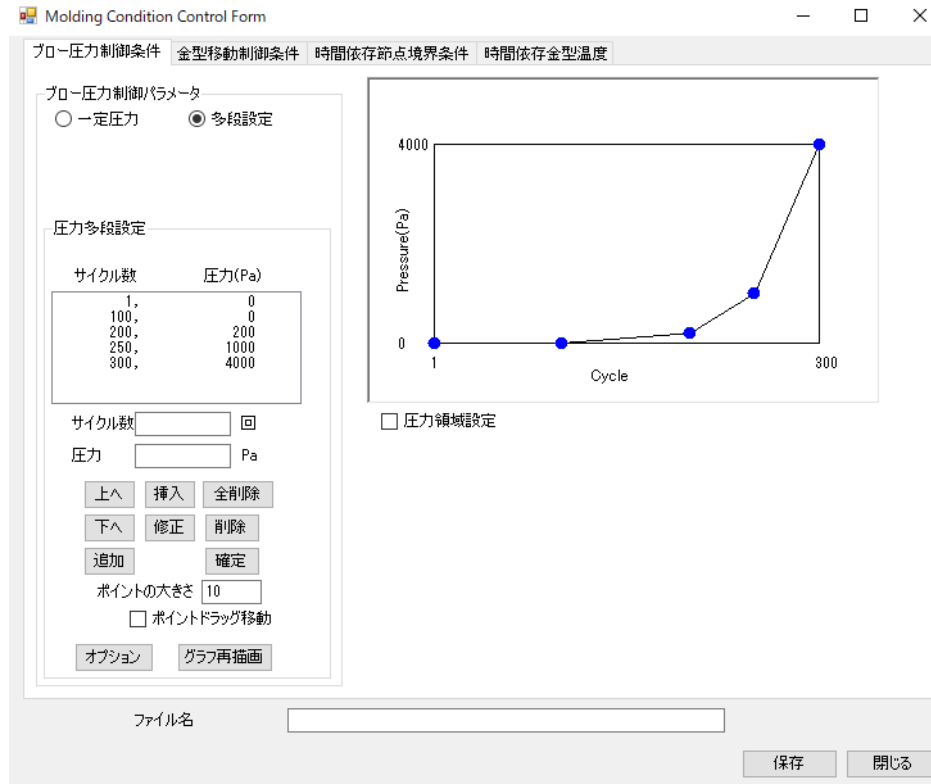 Molding Condition Control Form
ブロー圧力制御条件 金型移動制御条件 時間依存節点境界条件 時間依存金型温度
ブロー圧力制御パラメータ
一定圧力 多段設定
圧力多段設定
サイクル数 圧力(Pa)
1, 0
100, 0
200, 200
250, 1000
300, 4000
サイクル数 回
圧力 Pa
上へ 挿入 全削除
下へ 修正 削除
追加 確定
ポイントの大きさ 10
ポイントドラッグ移動
オプション グラフ再描画
4000
Pressure(Pa)
0
1 300
Cycle
圧力領域設定
ファイル名
保存 閉じる